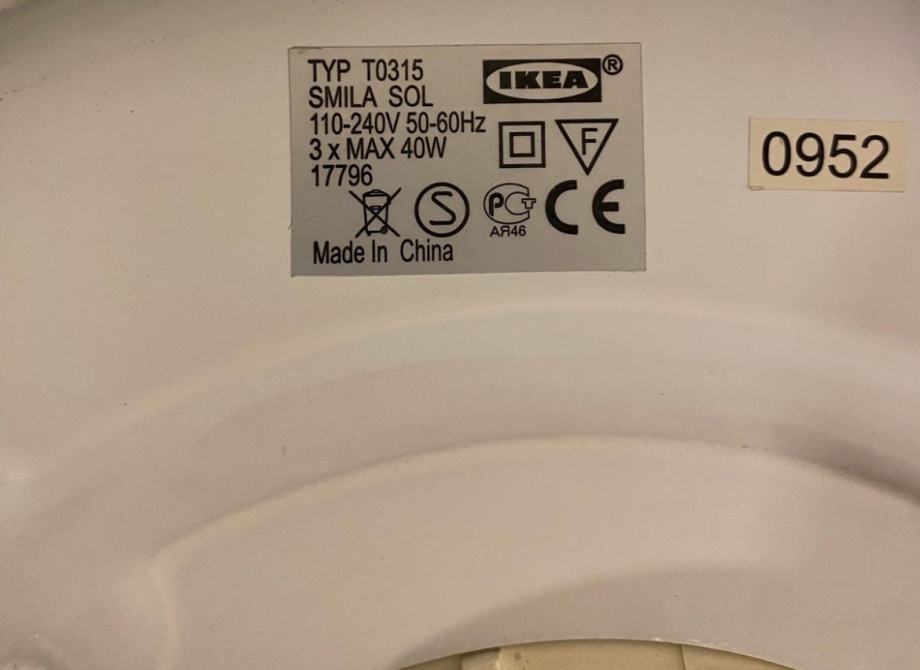 TYP T0315
SMILA SOL
110-240V 50-60Hz
3 x MAX 40W
17796
IKEA®
F
S
PCT
АЯ46
CE
Made In China
0952